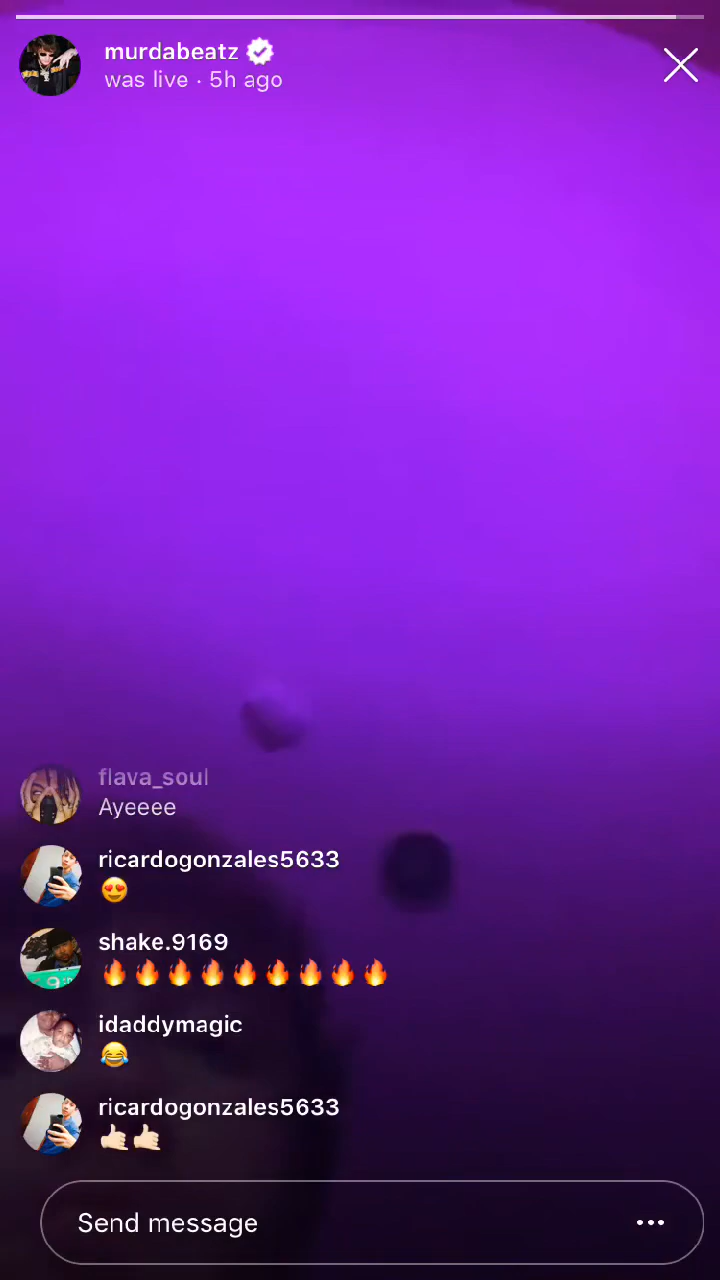 murdabeatz
was live · 5h ago
flava_soul
Ayeeee
ricardogonzales5633
😍
shake.9169
🔥🔥🔥🔥🔥🔥🔥🔥🔥
idaddymagic
😂
ricardogonzales5633
🤙🏻🤙🏻
Send message